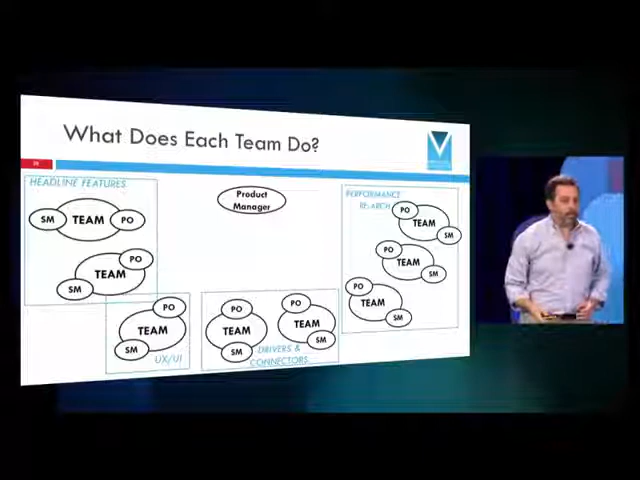 What Does Each Team Do?
HEADLINE FEATURES
SM TEAM PO
PO
TEAM
SM
PO
TEAM
SM
UX/UI
Product
Manager
PO
TEAM
SM
PO
TEAM
SM
DRIVERS &
CONNECTORS
PERFORMANCE
RE-ARCH
PO
TEAM
SM
PO
TEAM
SM
PO
TEAM
SM